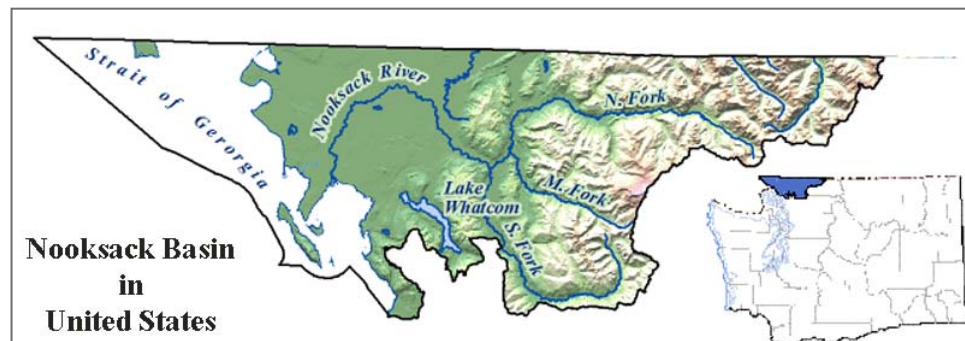 Strait of Gerorgia
Nooksack River
N. Fork
M. Fork
Lake
Whatcom
S. Fork
Nooksack Basin
in
United States